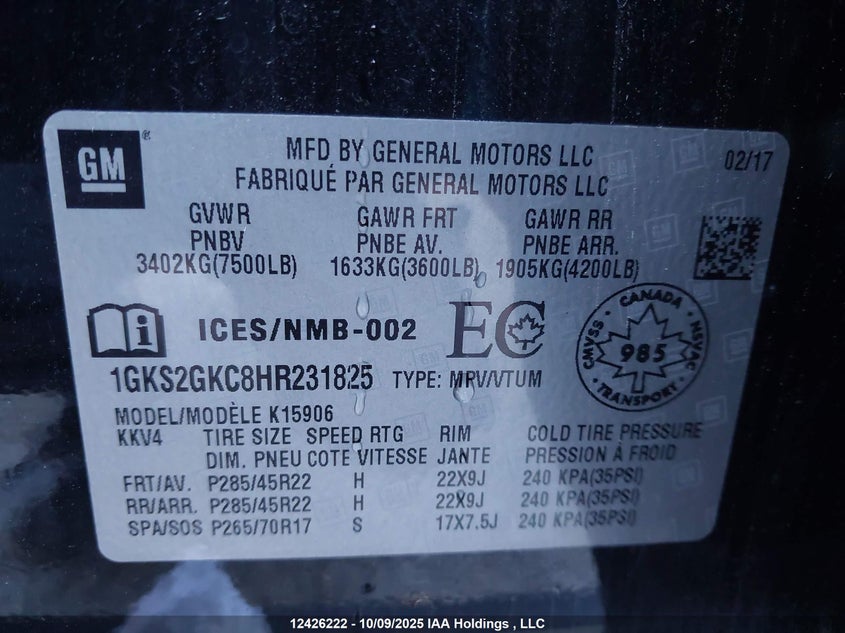 GM
MFD BY GENERAL MOTORS LLC
02/17
FABRIQUÉ PAR GENERAL MOTORS LLC
GVWR GAWR FRT GAWR RR
PNBV PNBE AV. PNBE ARR.
3402KG(7500LB) 1633KG(3600LB) 1905KG(4200LB)
ICES/NMB-002 EC
CANADA
CMVSS 985 NSVAC
TRANSPORT
1GKS2GKC8HR231825 TYPE: MPV/VTUM
MODEL/MODÈLE K15906
KKV4 TIRE SIZE SPEED RTG RIM COLD TIRE PRESSURE
DIM. PNEU COTE VITESSE JANTE PRESSION À FROID
FRT/AV. P285/45R22 H 22X9J 240 KPA(35PSI)
RR/ARR. P285/45R22 H 22X9J 240 KPA(35PSI)
SPA/SOS P265/70R17 S 17X7.5J 240 KPA(35PSI)
12426222 - 10/09/2025 IAA Holdings , LLC